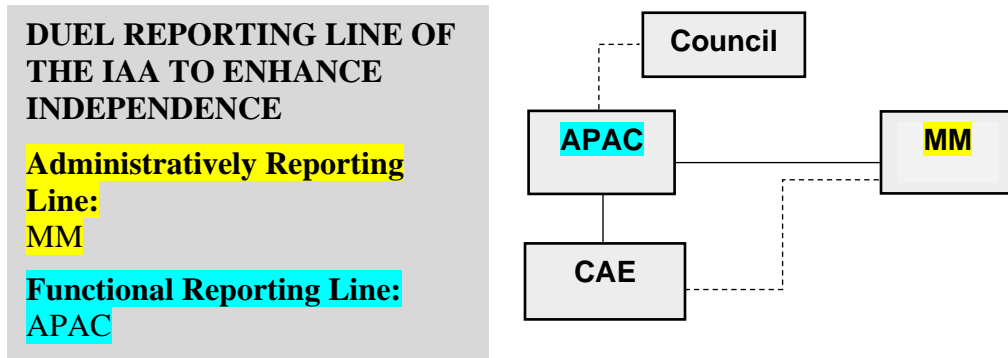 DUEL REPORTING LINE OF
THE IAA TO ENHANCE
INDEPENDENCE
Administratively Reporting
Line:
MM
Functional Reporting Line:
APAC
Council
APAC
MM
CAE